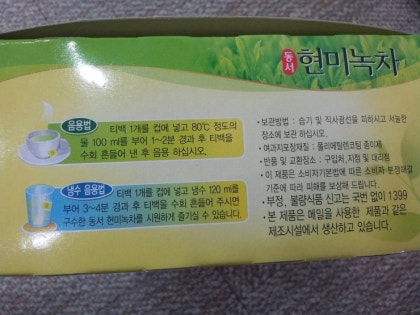 동서 현미녹차
음용법 티백 1개를 컵에 넣고 80℃ 정도의
물 100 ml를 부어 1~2분 경과 후 티백을
수회 흔들어 낸 후 음용 하십시오.
냉수 음용법 티백 1개를 컵에 넣고 냉수 120 ml를
부어 3~4분 경과 후 티백을 수회 흔들어 주시면
구수한 동서 현미녹차를 시원하게 즐기실 수 있습니다.
• 보관방법 : 습기 및 직사광선을 피하시고 서늘한
장소에 보관 하십시오.
• 여과지포장재질 : 폴리에틸렌코팅 종이제
• 반품 및 교환장소 : 구입처,지점 및 대리점
• 이 제품은 소비자기본법에 따른 소비자 분쟁해결
기준에 따라 피해를 보상해 드립니다.
• 부정, 불량식품 신고는 국번 없이 1399
• 본 제품은 메밀을 사용한 제품과 같은
제조시설에서 생산하고 있습니다.